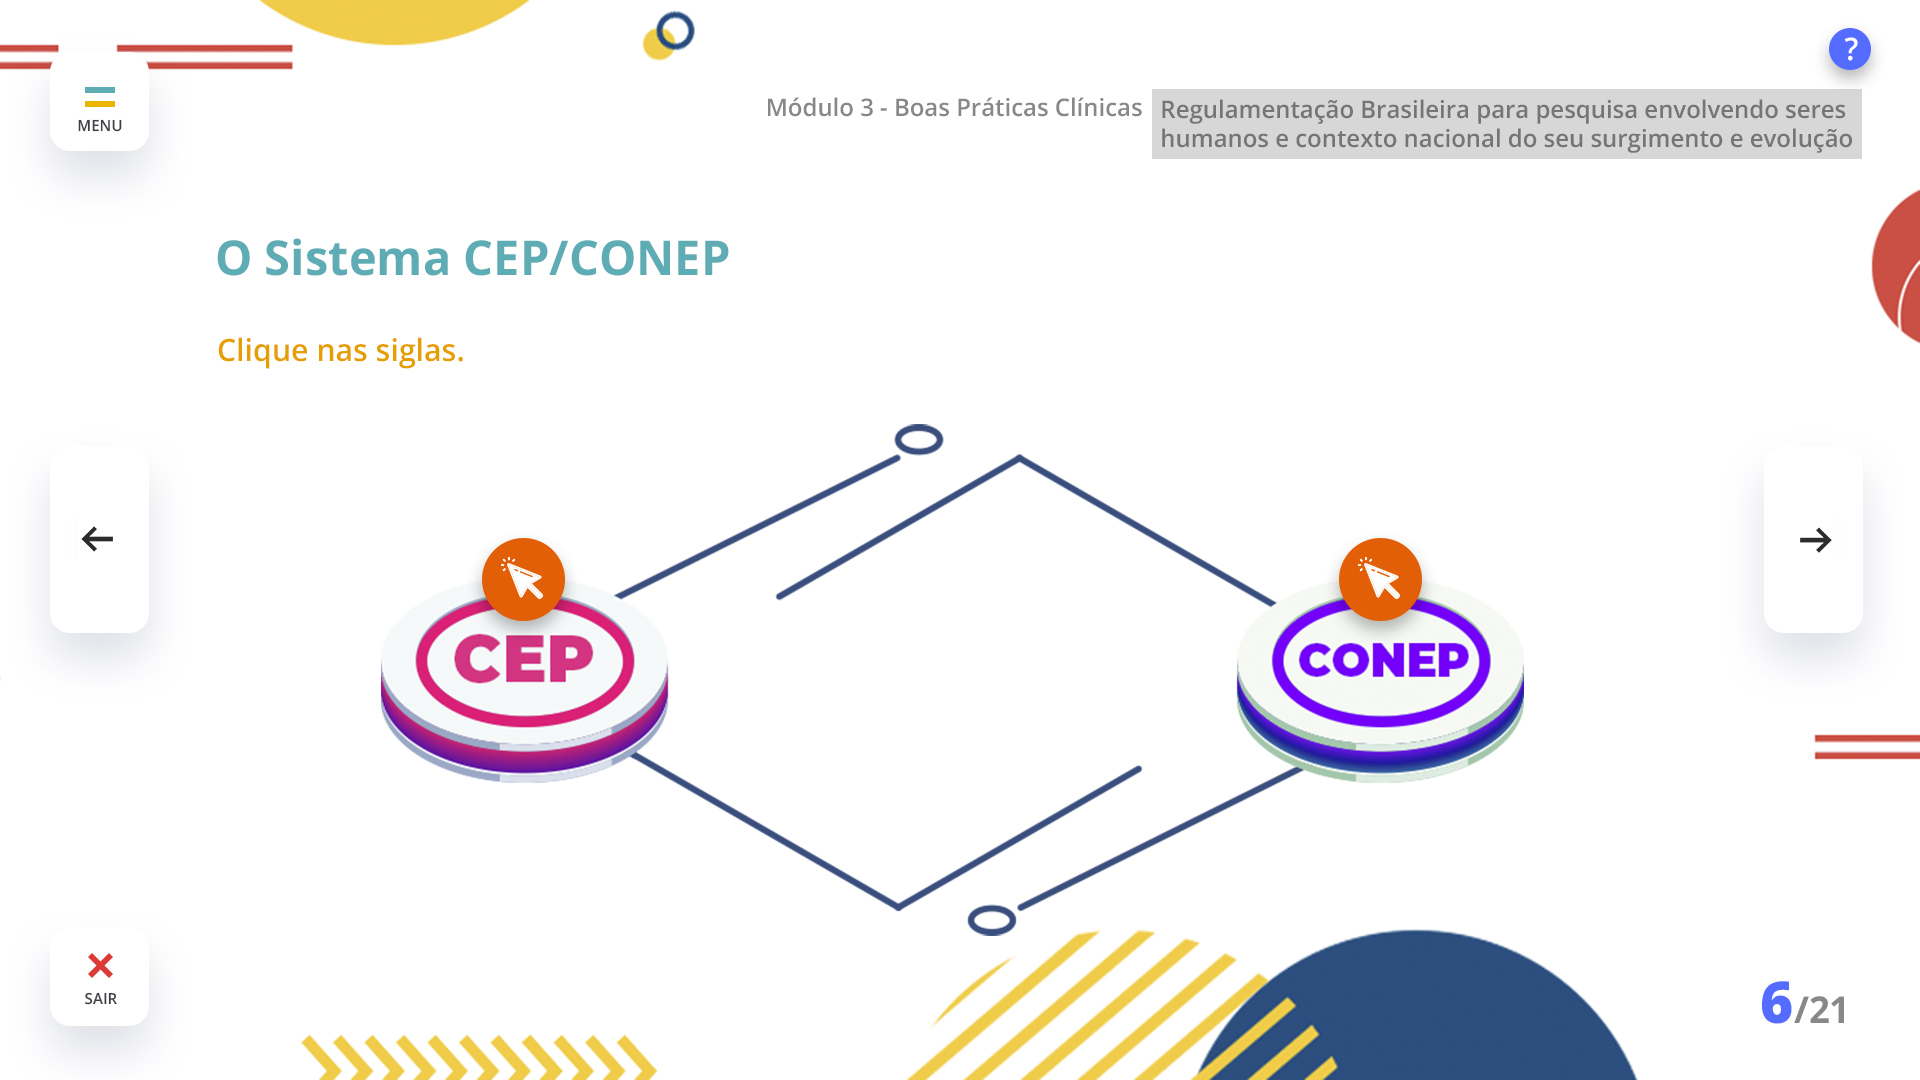 ?
MENU
Módulo 3 - Boas Práticas Clínicas
Regulamentação Brasileira para pesquisa envolvendo seres
humanos e contexto nacional do seu surgimento e evolução
O Sistema CEP/CONEP
Clique nas siglas.
CEP
CONEP
SAIR
6/21